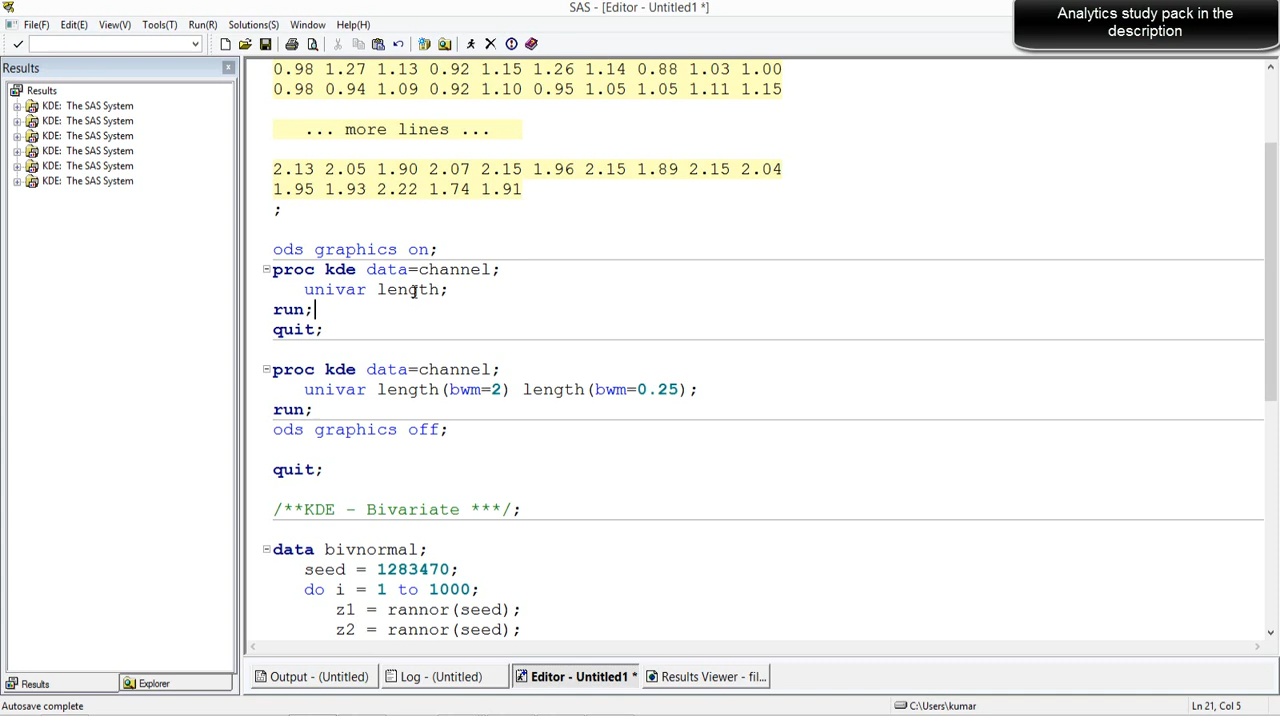 SAS - [Editor - Untitled1 *]
Analytics study pack in the
description
File(F) Edit(E) View(V) Tools(T) Run(R) Solutions(S) Window Help(H)
Results
Results
KDE: The SAS System
KDE: The SAS System
KDE: The SAS System
KDE: The SAS System
KDE: The SAS System
KDE: The SAS System
0.98 1.27 1.13 0.92 1.15 1.26 1.14 0.88 1.03 1.00
0.98 0.94 1.09 0.92 1.10 0.95 1.05 1.05 1.11 1.15
... more lines ...
2.13 2.05 1.90 2.07 2.15 1.96 2.15 1.89 2.15 2.04
1.95 1.93 2.22 1.74 1.91
;
ods graphics on;
proc kde data=channel;
univar length;
run;
quit;
proc kde data=channel;
univar length(bwm=2) length(bwm=0.25);
run;
ods graphics off;
quit;
/**KDE - Bivariate ***/;
data bivnormal;
seed = 1283470;
do i = 1 to 1000;
z1 = rannor(seed);
z2 = rannor(seed);
Results Explorer
Output - (Untitled) Log - (Untitled) Editor - Untitled1 * Results Viewer - fil...
Autosave complete
C:\Users\kumar
Ln 21, Col 5